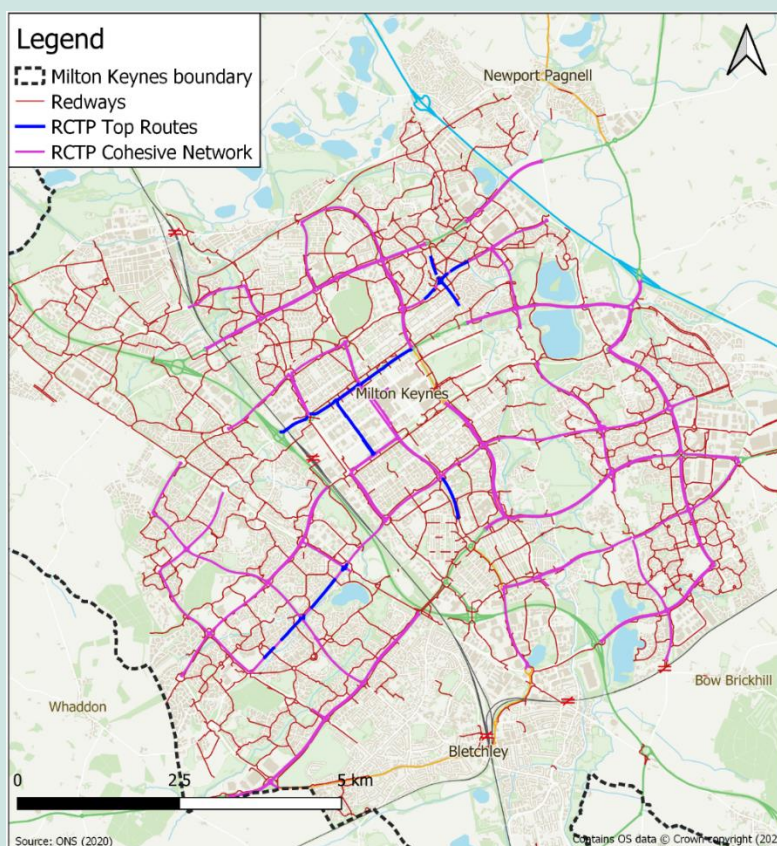 Legend
Milton Keynes boundary
Redways
RCTP Top Routes
RCTP Cohesive Network
Newport Pagnell
Milton Keynes
Whaddon
Bow Brickhill
Bletchley
0 2.5 5 km
Source: ONS (2020)
Contains OS data © Crown copyright (202